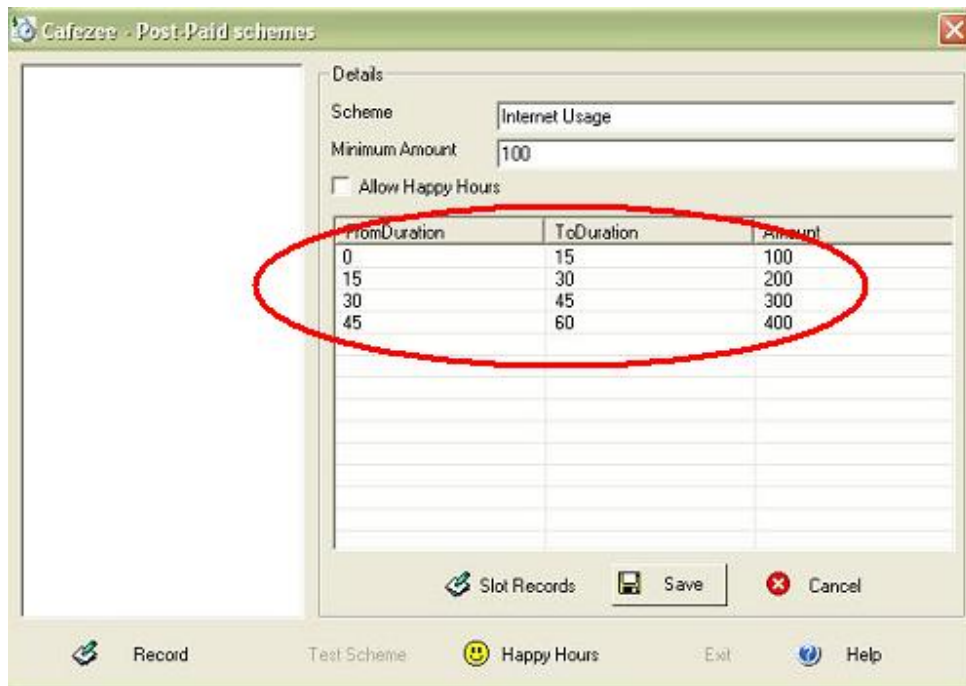 Cafezee - Post-Paid schemes
Details
Scheme Internet Usage
Minimum Amount 100
Allow Happy Hours
FromDuration ToDuration Amount
0 15 100
15 30 200
30 45 300
45 60 400
Slot Records Save Cancel
Record Test Scheme Happy Hours Exit Help